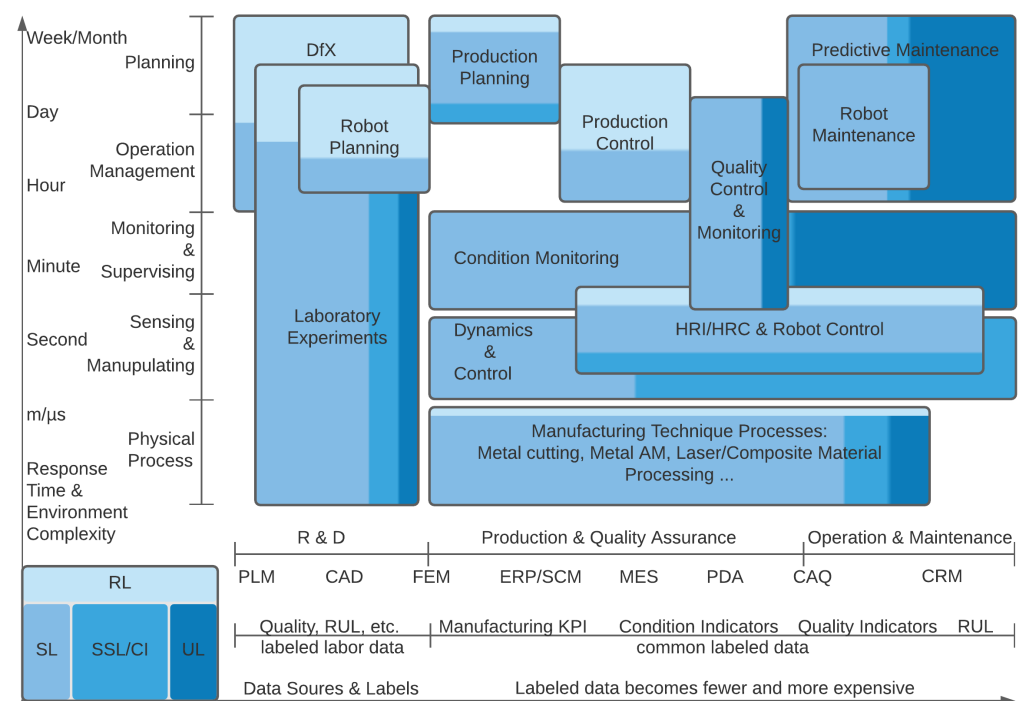 Week/Month
Planning
Day
Operation
Management
Hour
Monitoring
&
Minute
Supervising
Sensing
Second
&
Manupulating
m/µs
Physical
Process
Response
Time &
Environment
Complexity
DfX
Robot
Planning
Laboratory
Experiments
Production
Planning
Production
Control
Quality
Control
&
Monitoring
Predictive Maintenance
Robot
Maintenance
Condition Monitoring
Dynamics
&
Control
HRI/HRC & Robot Control
Manufacturing Technique Processes:
Metal cutting, Metal AM, Laser/Composite Material
Processing ...
R & D
Production & Quality Assurance
Operation & Maintenance
PLM CAD FEM ERP/SCM MES PDA CAQ CRM
RL
SL SSL/CI UL
Quality, RUL, etc.
labeled labor data
Manufacturing KPI Condition Indicators Quality Indicators RUL
common labeled data
Data Soures & Labels
Labeled data becomes fewer and more expensive